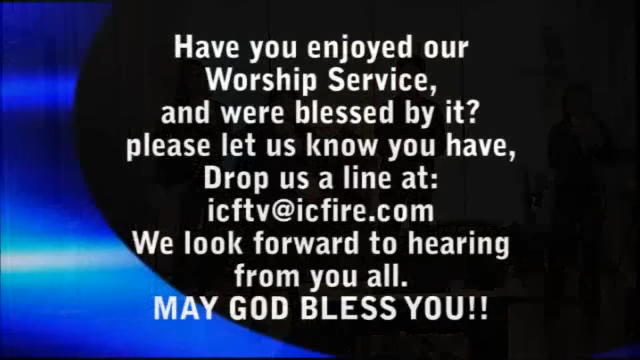 Have you enjoyed our
Worship Service,
and were blessed by it?
please let us know you have,
Drop us a line at:
icftv@icfire.com
We look forward to hearing
from you all.
MAY GOD BLESS YOU!!